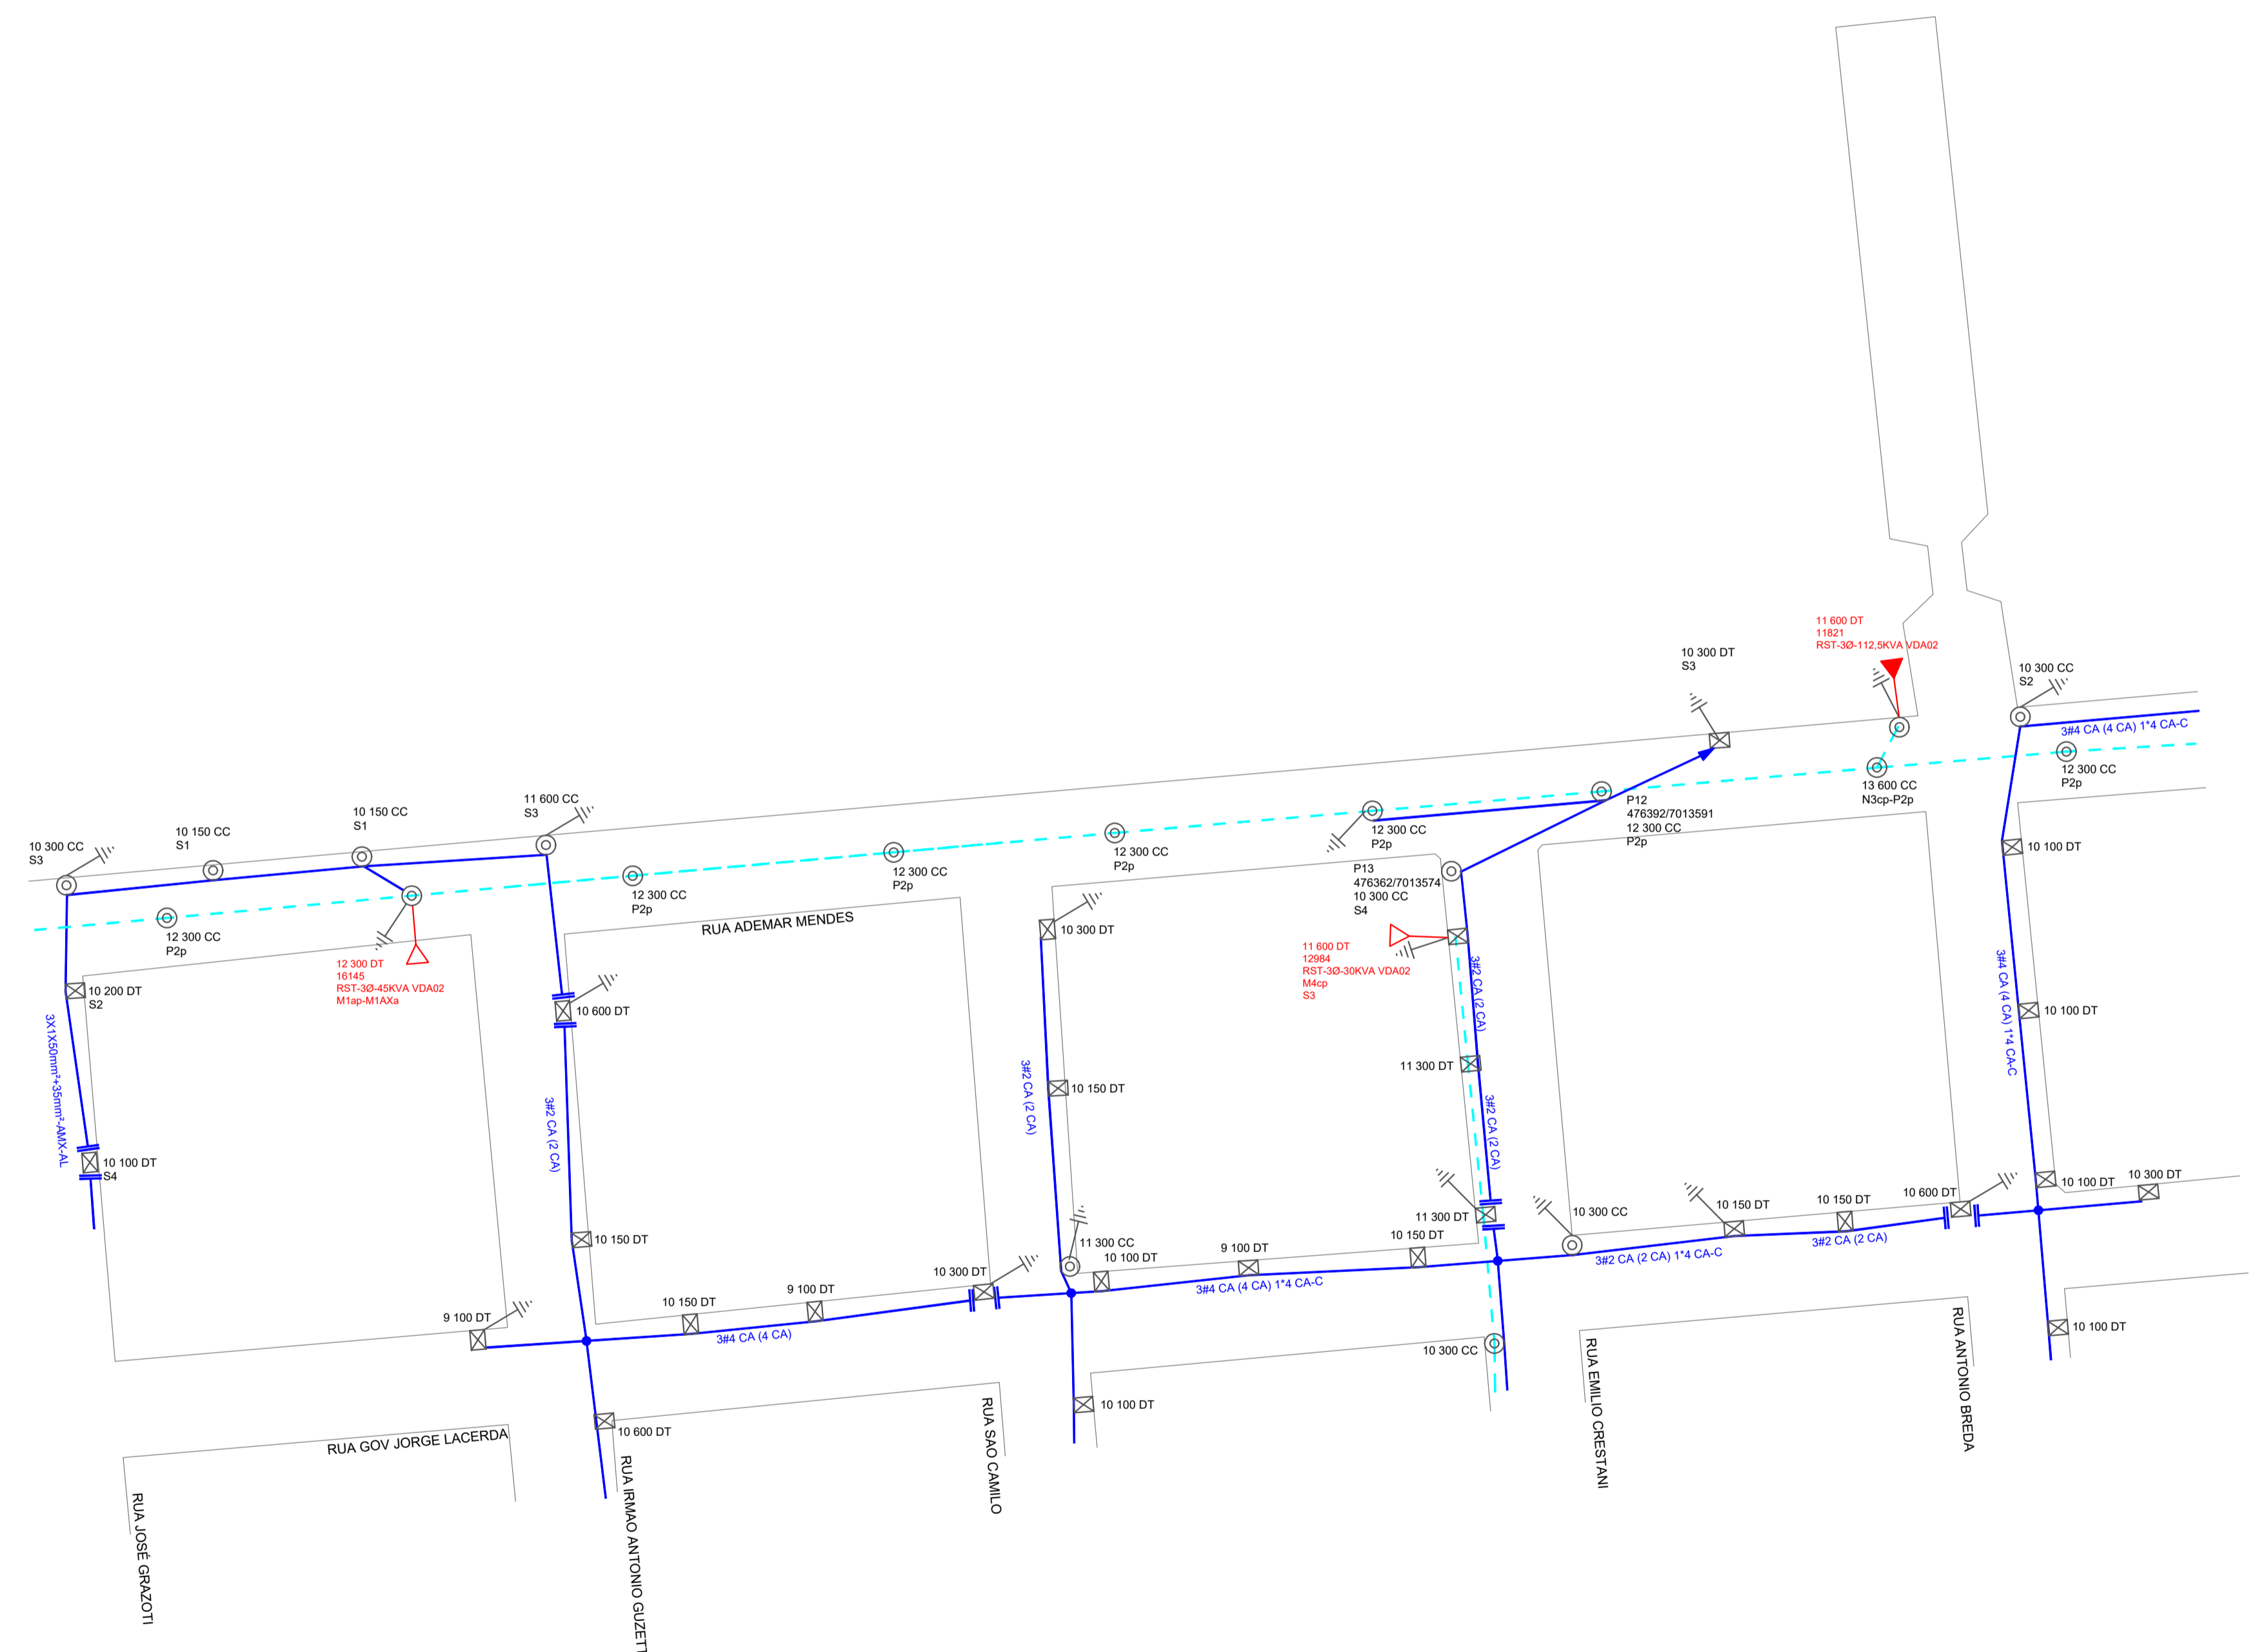 11 600 DT
11821
RST-3Ø-112,5KVA VDA02
10 300 DT
S3
10 300 CC
S2
3#4 CA (4 CA) 1*4 CA-C
12 300 CC
P2p
13 600 CC
N3cp-P2p
P12
476392/7013591
12 300 CC
P2p
12 300 CC
P2p
11 600 CC
S3
10 150 CC
S1
10 150 CC
S1
10 300 CC
S3
12 300 CC
P2p
12 300 CC
P2p
12 300 CC
P2p
12 300 CC
P2p
P13
476362/7013574
10 300 CC
S4
10 100 DT
RUA ADEMAR MENDES
10 300 DT
11 600 DT
12984
RST-3Ø-30KVA VDA02
M4cp
S3
12 300 DT
16145
RST-3Ø-45KVA VDA02
M1ap-M1AXa
10 200 DT
S2
10 600 DT
3#2 CA (2 CA)
10 100 DT
3#4 CA (4 CA) 1*4 CA-C
3X1X50mm²+35mm²-AMX-AL
3#2 CA (2 CA)
3#2 CA (2 CA)
10 150 DT
11 300 DT
3#2 CA (2 CA)
10 100 DT
S4
10 150 DT
11 300 CC
10 100 DT
9 100 DT
10 150 DT
11 300 DT
10 300 CC
10 150 DT
10 150 DT
10 600 DT
10 100 DT
10 300 DT
3#4 CA (4 CA) 1*4 CA-C
3#2 CA (2 CA) 1*4 CA-C
3#2 CA (2 CA)
9 100 DT
10 150 DT
9 100 DT
10 300 DT
3#4 CA (4 CA)
10 300 CC
10 100 DT
10 100 DT
10 600 DT
RUA GOV JORGE LACERDA
RUA JOSÉ GRAZOTI
RUA IRMAO ANTONIO GUZETT
RUA SAO CAMILO
RUA EMILIO CRESTANI
RUA ANTONIO BREDA